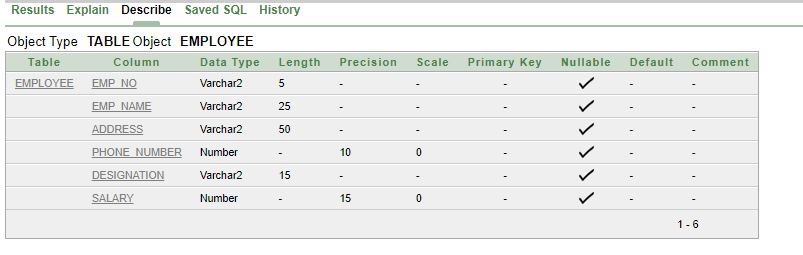 Results Explain Describe Saved SQL History
Object Type TABLE Object EMPLOYEE
Table Column Data Type Length Precision Scale Primary Key Nullable Default Comment
EMPLOYEE EMP_NO Varchar2 5 - - - ✓ - -
EMP_NAME Varchar2 25 - - - ✓ - -
ADDRESS Varchar2 50 - - - ✓ - -
PHONE_NUMBER Number - 10 0 - ✓ - -
DESIGNATION Varchar2 15 - - - ✓ - -
SALARY Number - 15 0 - ✓ - -
1 - 6